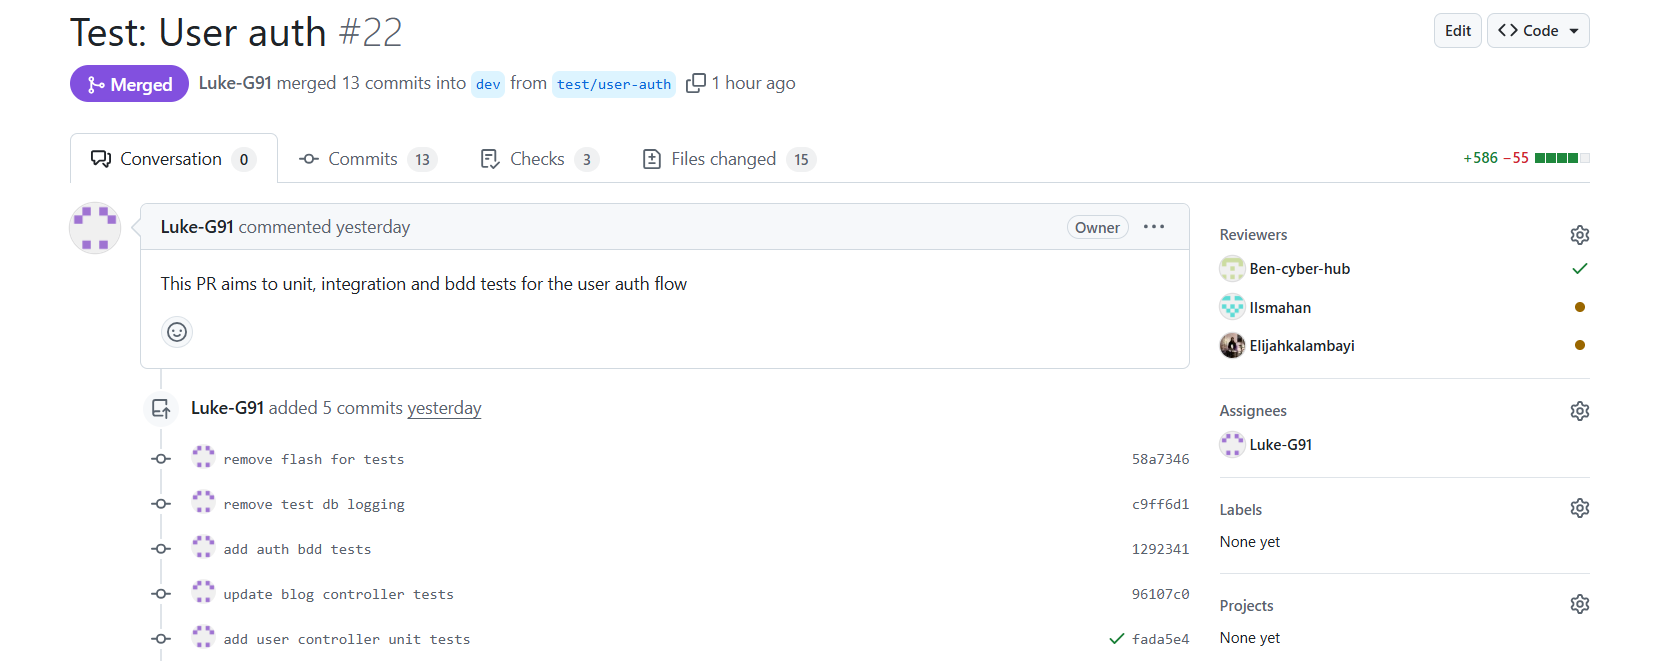 Test: User auth #22
Edit
Code
Merged
Luke-G91 merged 13 commits into dev from test/user-auth 1 hour ago
Conversation 0
Commits 13
Checks 3
Files changed 15
+586 −55
Luke-G91 commented yesterday
Owner
This PR aims to unit, integration and bdd tests for the user auth flow
Luke-G91 added 5 commits yesterday
remove flash for tests 58a7346
remove test db logging c9ff6d1
add auth bdd tests 1292341
update blog controller tests 96107c0
add user controller unit tests fada5e4
Reviewers
Ben-cyber-hub
IIsmahan
Elijahkalambayi
Assignees
Luke-G91
Labels
None yet
Projects
None yet